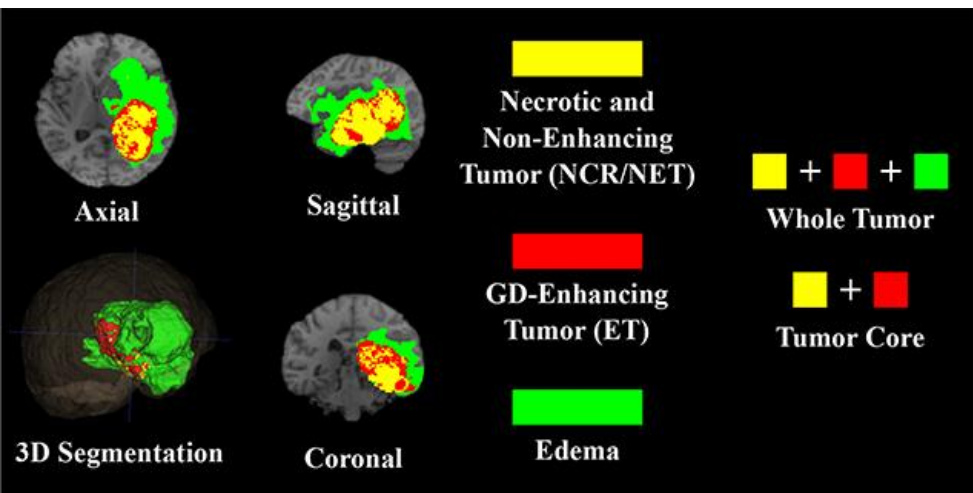 Axial
Sagittal
3D Segmentation
Coronal
Necrotic and
Non-Enhancing
Tumor (NCR/NET)
GD-Enhancing
Tumor (ET)
Edema
+ +
Whole Tumor
+
Tumor Core